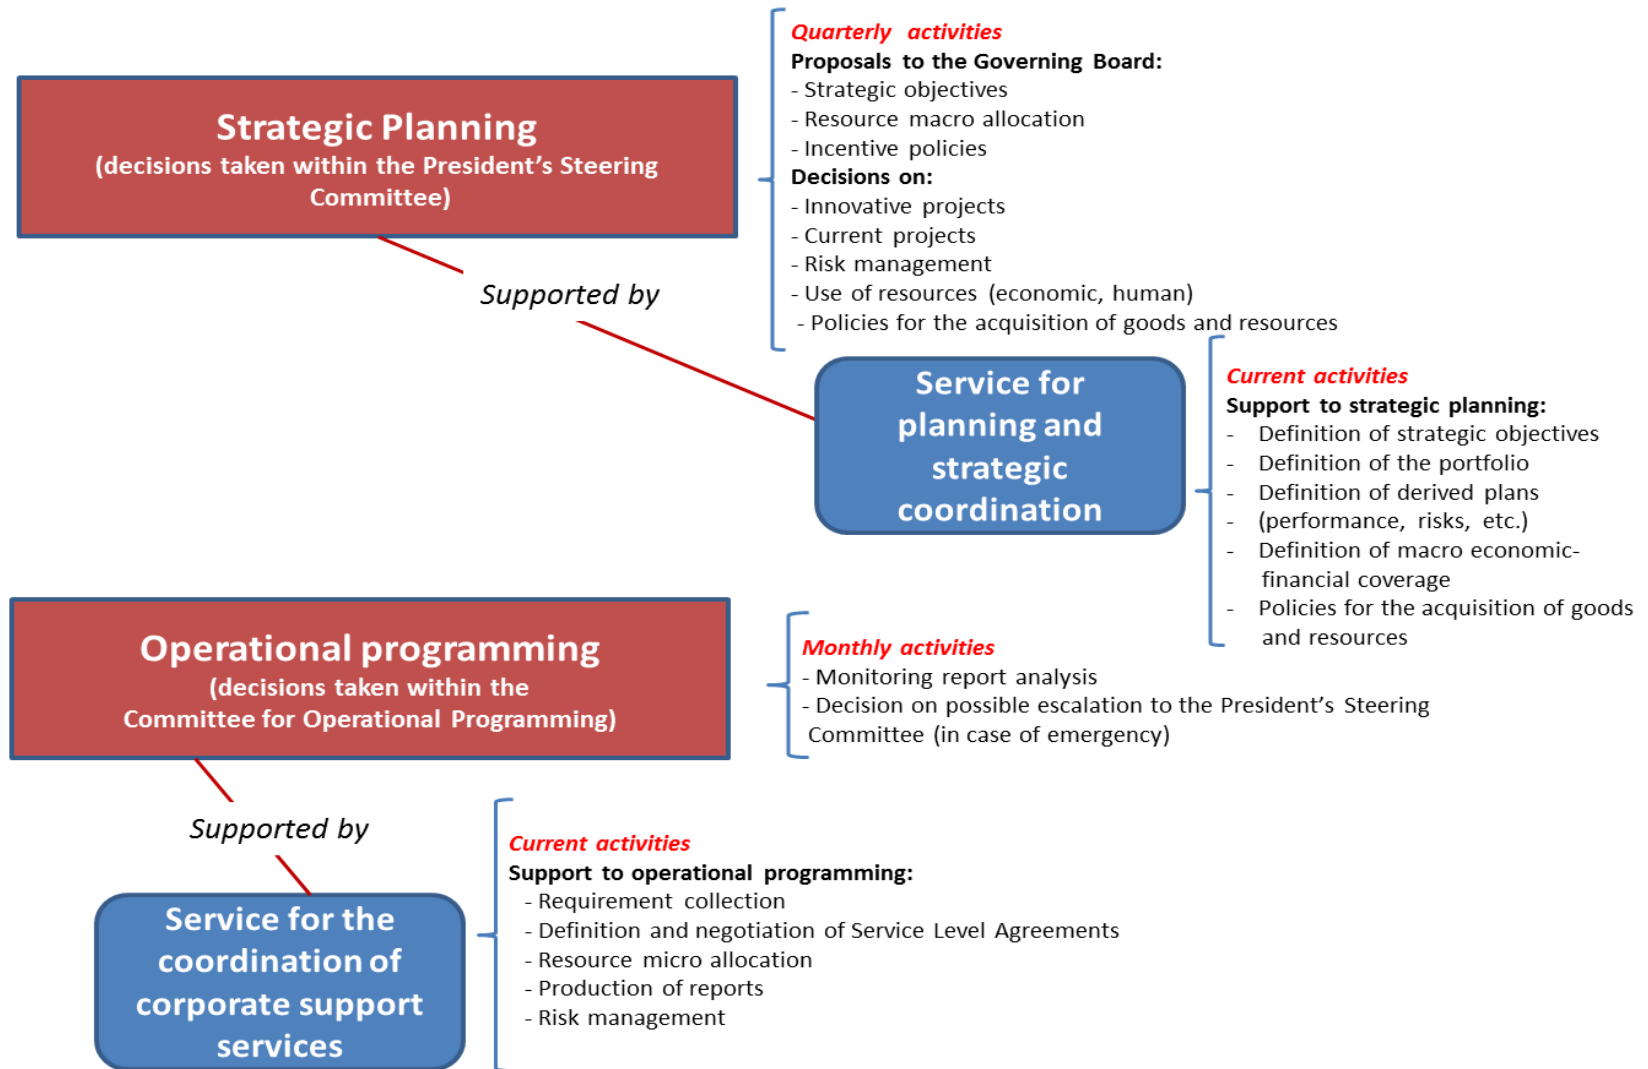 Quarterly activities
Proposals to the Governing Board:
- Strategic objectives
- Resource macro allocation
- Incentive policies
Decisions on:
- Innovative projects
- Current projects
- Risk management
- Use of resources (economic, human)
- Policies for the acquisition of goods and resources
Strategic Planning
(decisions taken within the President’s Steering
Committee)
Supported by
Service for
planning and
strategic
coordination
Current activities
Support to strategic planning:
- Definition of strategic objectives
- Definition of the portfolio
- Definition of derived plans
- (performance, risks, etc.)
- Definition of macro economic-
financial coverage
- Policies for the acquisition of goods
and resources
Operational programming
(decisions taken within the
Committee for Operational Programming)
Monthly activities
- Monitoring report analysis
- Decision on possible escalation to the President’s Steering
Committee (in case of emergency)
Supported by
Service for the
coordination of
corporate support
services
Current activities
Support to operational programming:
- Requirement collection
- Definition and negotiation of Service Level Agreements
- Resource micro allocation
- Production of reports
- Risk management